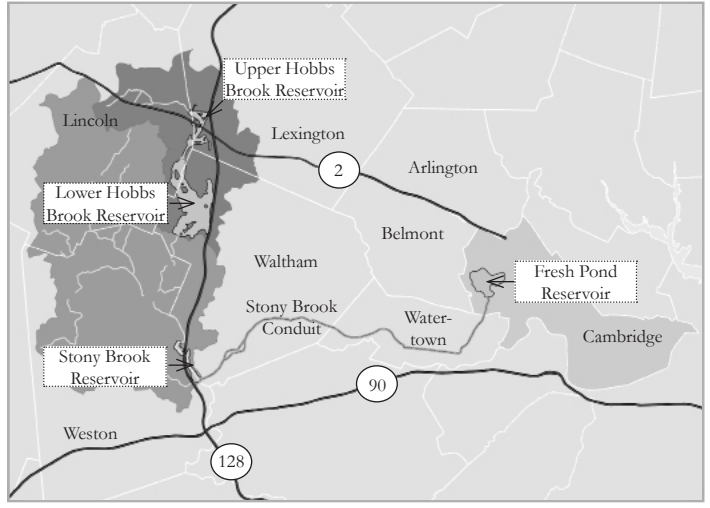 Upper Hobbs
Brook Reservoir
Lincoln
Lexington
2
Arlington
Lower Hobbs
Brook Reservoir
Belmont
Waltham
Fresh Pond
Reservoir
Stony Brook
Conduit
Water-
town
Cambridge
Stony Brook
Reservoir
90
Weston
128